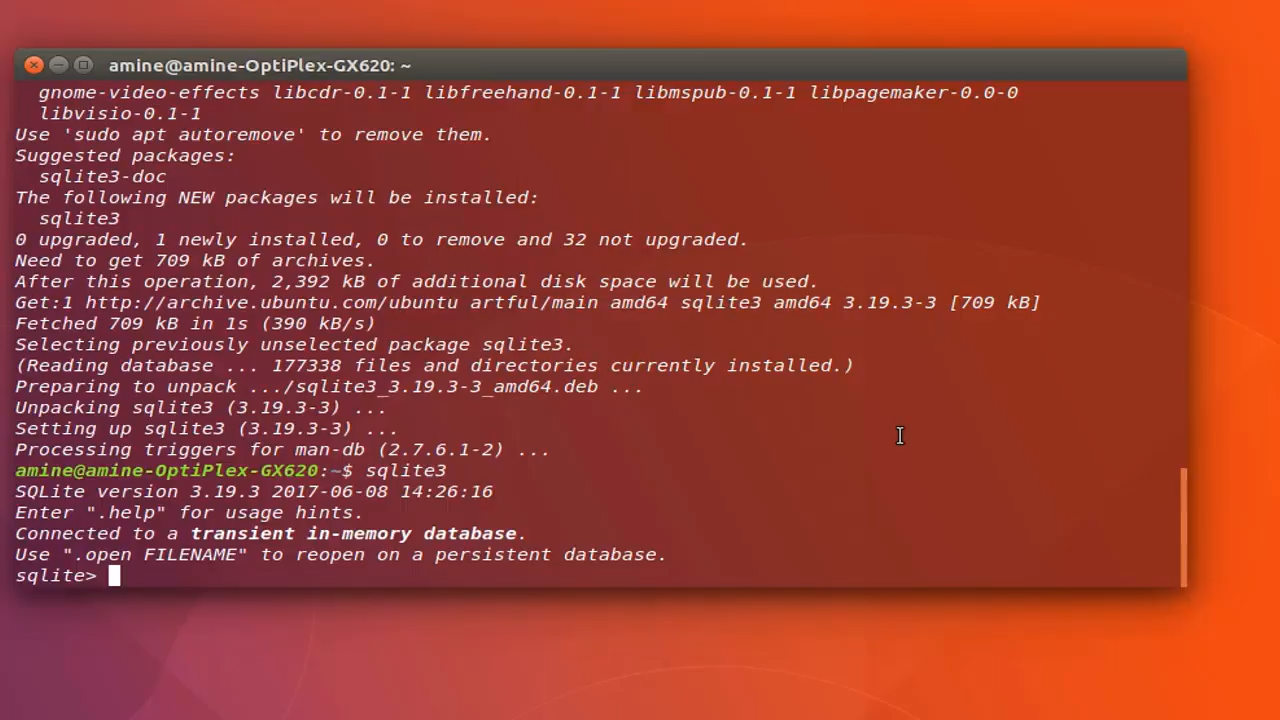 amine@amine-OptiPlex-GX620: ~
gnome-video-effects libcdr-0.1-1 libfreehand-0.1-1 libmspub-0.1-1 libpagemaker-0.0-0
libvisio-0.1-1
Use 'sudo apt autoremove' to remove them.
Suggested packages:
sqlite3-doc
The following NEW packages will be installed:
sqlite3
0 upgraded, 1 newly installed, 0 to remove and 32 not upgraded.
Need to get 709 kB of archives.
After this operation, 2,392 kB of additional disk space will be used.
Get:1 http://archive.ubuntu.com/ubuntu artful/main amd64 sqlite3 amd64 3.19.3-3 [709 kB]
Fetched 709 kB in 1s (390 kB/s)
Selecting previously unselected package sqlite3.
(Reading database ... 177338 files and directories currently installed.)
Preparing to unpack .../sqlite3_3.19.3-3_amd64.deb ...
Unpacking sqlite3 (3.19.3-3) ...
Setting up sqlite3 (3.19.3-3) ...
Processing triggers for man-db (2.7.6.1-2) ...
amine@amine-OptiPlex-GX620:~$ sqlite3
SQLite version 3.19.3 2017-06-08 14:26:16
Enter ".help" for usage hints.
Connected to a transient in-memory database.
Use ".open FILENAME" to reopen on a persistent database.
sqlite>